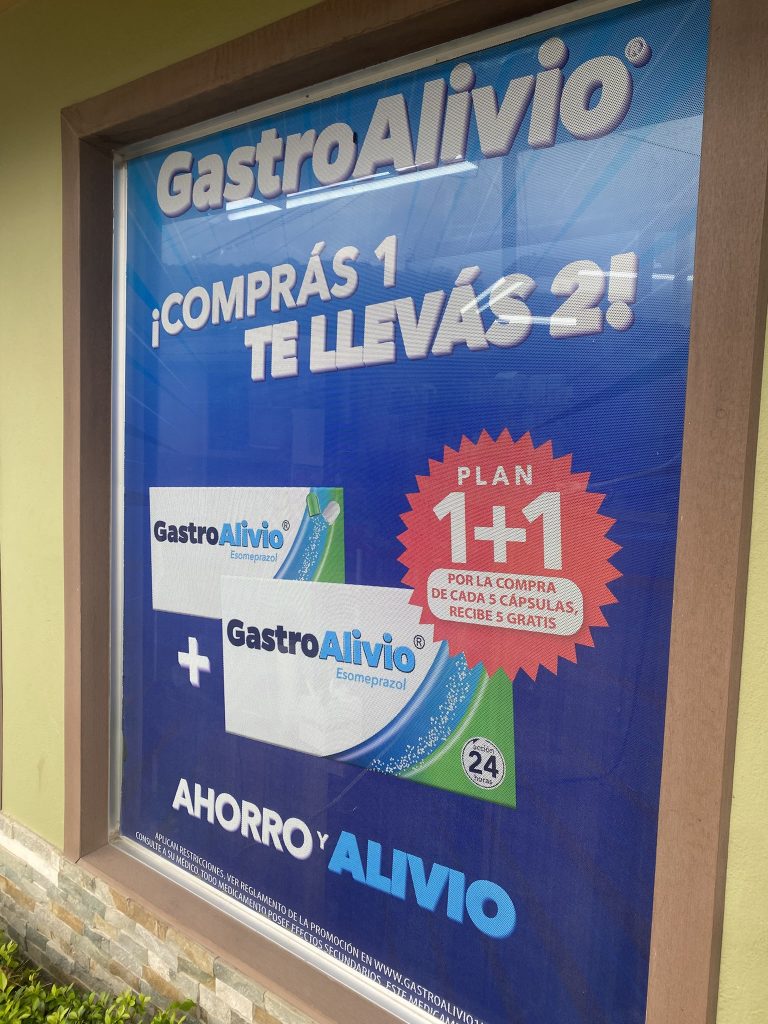 GastroAlivio®
¡COMPRÁS 1
TE LLEVÁS 2!
PLAN
1+1
POR LA COMPRA
DE CADA 5 CÁPSULAS,
RECIBE 5 GRATIS
GastroAlivio®
Esomeprazol
+
GastroAlivio®
Esomeprazol
acción
24
horas
AHORRO Y ALIVIO
APLICAN RESTRICCIONES. VER REGLAMENTO DE LA PROMOCIÓN EN WWW.GASTROALIVIO1
CONSULTE A SU MÉDICO, TODO MEDICAMENTO POSEE EFECTOS SECUNDARIOS. ESTE MEDICAM